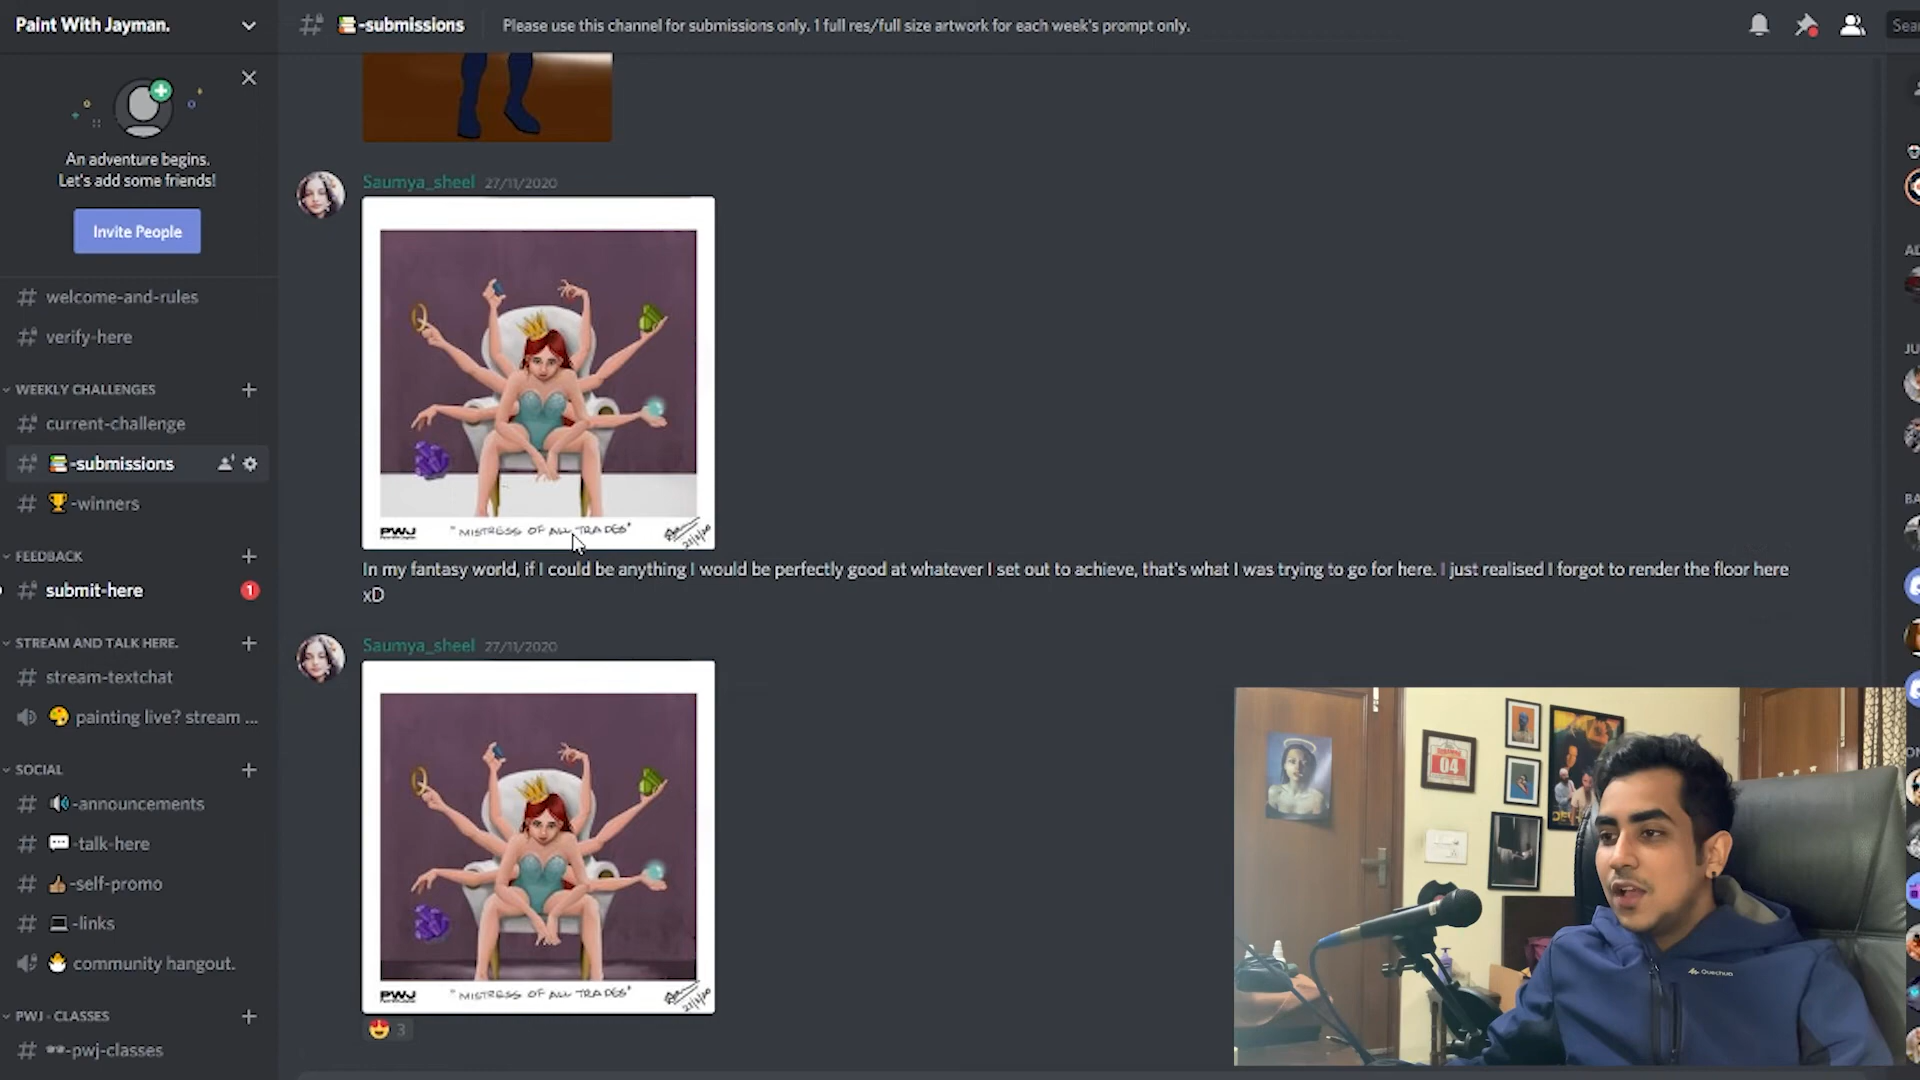 Paint With Jayman.
-submissions
Please use this channel for submissions only. 1 full res/full size artwork for each week's prompt only.
Sear
An adventure begins.
Let's add some friends!
Invite People
welcome-and-rules
verify-here
WEEKLY CHALLENGES
current-challenge
-submissions
-winners
FEEDBACK
submit-here
1
STREAM AND TALK HERE.
stream-textchat
painting live? stream ...
SOCIAL
-announcements
-talk-here
-self-promo
-links
community hangout.
PWJ - CLASSES
-pwj-classes
Saumya_sheel 27/11/2020
PWJ "MISTRESS OF ALL TRADES"
In my fantasy world, if I could be anything I would be perfectly good at whatever I set out to achieve, that's what I was trying to go for here. I just realised I forgot to render the floor here
xD
Saumya_sheel 27/11/2020
PWJ "MISTRESS OF ALL TRADES"
3
04
Quechua